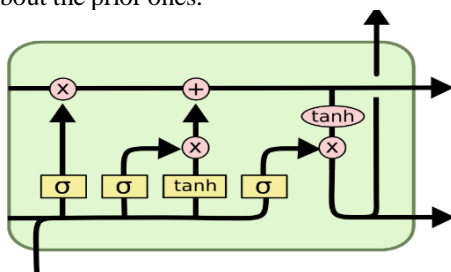 bout the prior ones.
x +
tanh
x x
σ σ tanh σ